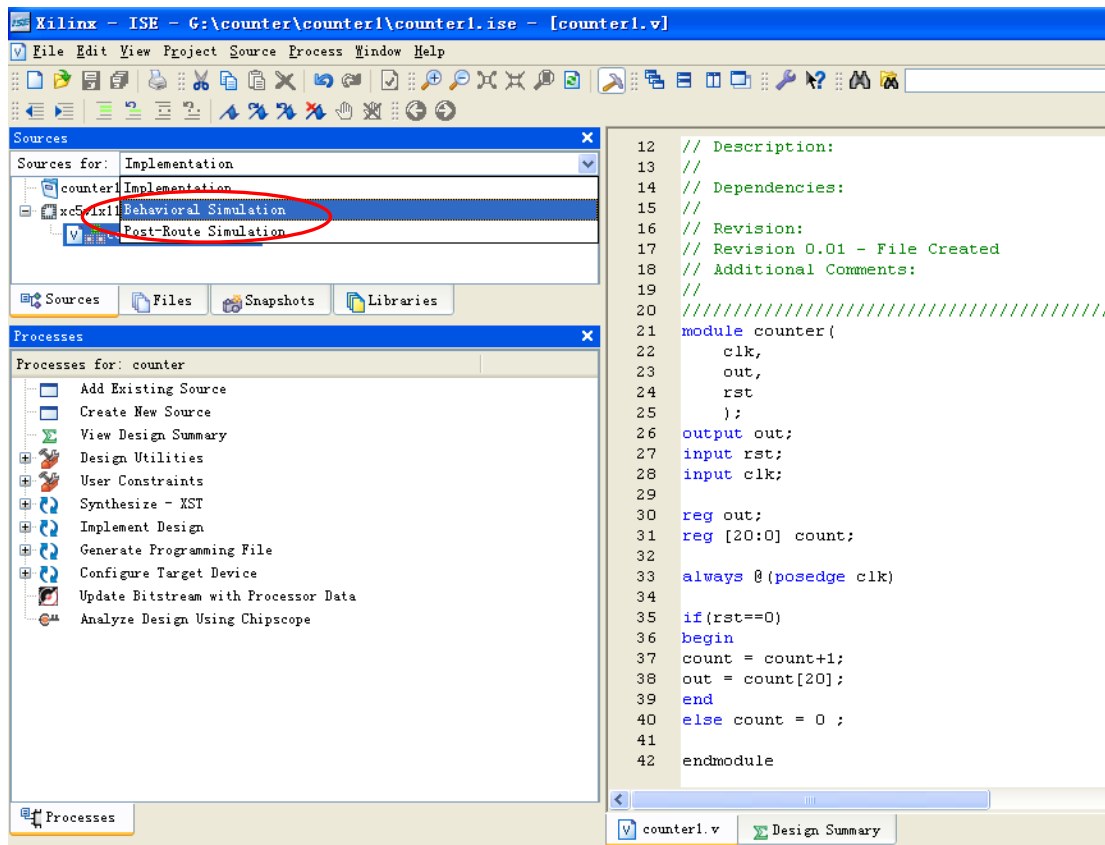 Xilinx - ISE - G:\counter\counter1\counter1.ise - [counter1.v]
File Edit View Project Source Process Window Help
Sources
Sources for: Implementation
counter1 Implementation
Behavioral Simulation
Post-Route Simulation
Sources Files Snapshots Libraries
Processes
Processes for: counter
Add Existing Source
Create New Source
View Design Summary
Design Utilities
User Constraints
Synthesize - XST
Implement Design
Generate Programming File
Configure Target Device
Update Bitstream with Processor Data
Analyze Design Using Chipscope
Processes
12 // Description:
13 //
14 // Dependencies:
15 //
16 // Revision:
17 // Revision 0.01 - File Created
18 // Additional Comments:
19 //
20 ////////////////////////////////////////
21 module counter(
22 clk,
23 out,
24 rst
25 );
26 output out;
27 input rst;
28 input clk;
29
30 reg out;
31 reg [20:0] count;
32
33 always @(posedge clk)
34
35 if(rst==0)
36 begin
37 count = count+1;
38 out = count[20];
39 end
40 else count = 0 ;
41
42 endmodule
counter1.v Design Summary